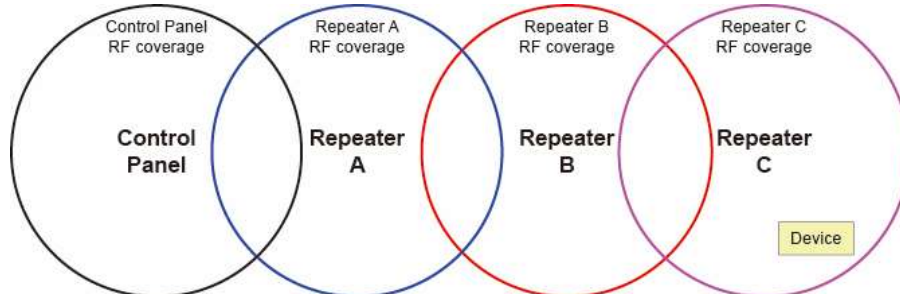 Control Panel
RF coverage
Repeater A
RF coverage
Repeater B
RF coverage
Repeater C
RF coverage
Control
Panel
Repeater
A
Repeater
B
Repeater
C
Device